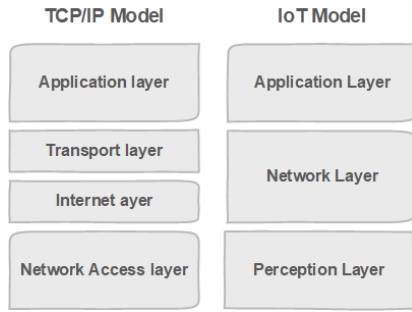 TCP/IP Model
Application layer
Transport layer
Internet ayer
Network Access layer
IoT Model
Application Layer
Network Layer
Perception Layer